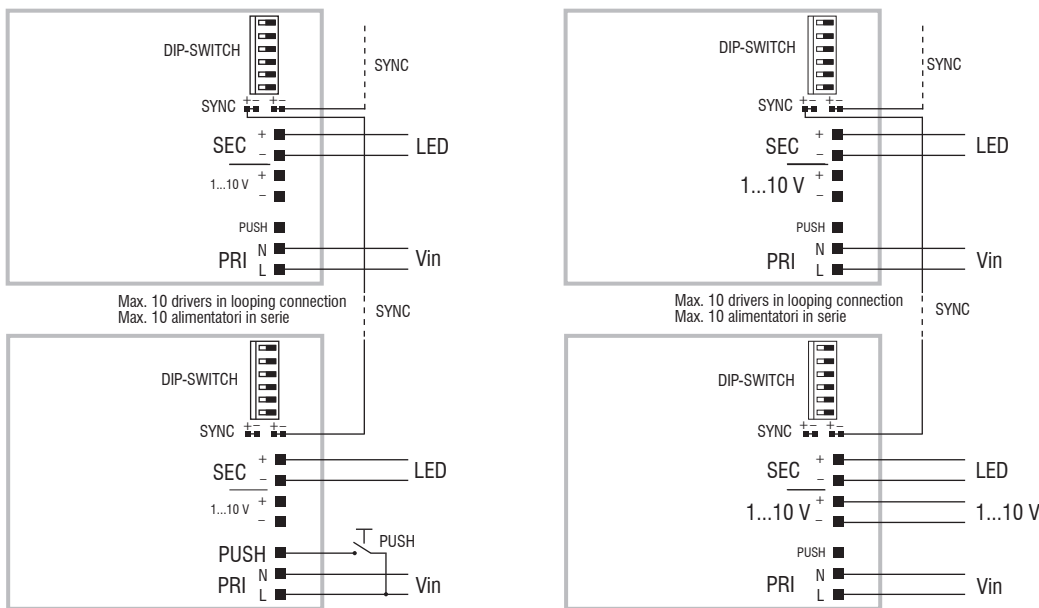 DIP-SWITCH
SYNC
SYNC
+ − + −
SEC
+
−
LED
1...10 V
+
−
PUSH
PRI
N
L
Vin
Max. 10 drivers in looping connection
Max. 10 alimentatori in serie
SYNC
DIP-SWITCH
SYNC
+ − + −
SEC
+
−
LED
1...10 V
+
−
PUSH
PUSH
PRI
N
L
Vin
DIP-SWITCH
SYNC
SYNC
+ − + −
SEC
+
−
LED
1...10 V
PUSH
PRI
N
L
Vin
Max. 10 drivers in looping connection
Max. 10 alimentatori in serie
SYNC
DIP-SWITCH
SYNC
+ − + −
SEC
+
−
LED
1...10 V
+
−
1...10 V
PUSH
PRI
N
L
Vin